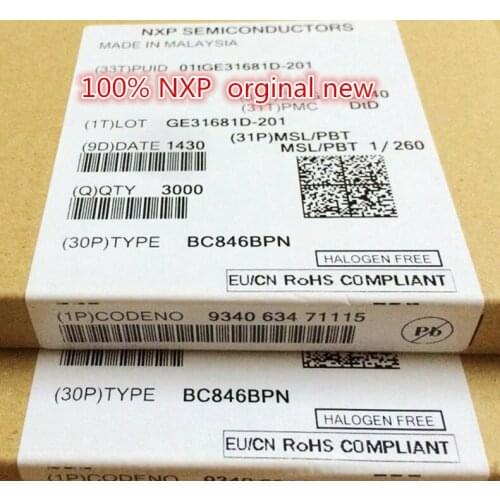 NXP SEMICONDUCTORS
MADE IN MALAYSIA
(33T)PUID 01tGE31681D-201
100% NXP orginal new
(31T)PMC DtD
(1T)LOT GE31681D-201
(31P)MSL/PBT
(9D)DATE 1430
MSL/PBT 1/260
(Q)QTY 3000
(30P)TYPE BC846BPN
HALOGEN FREE
EU/CN RoHS COMPLIANT
(1P)CODENO 9340 634 71115
Pb
(30P)TYPE BC846BPN
HALOGEN FREE
EU/CN RoHS COMPLIANT
(1P)CODENO